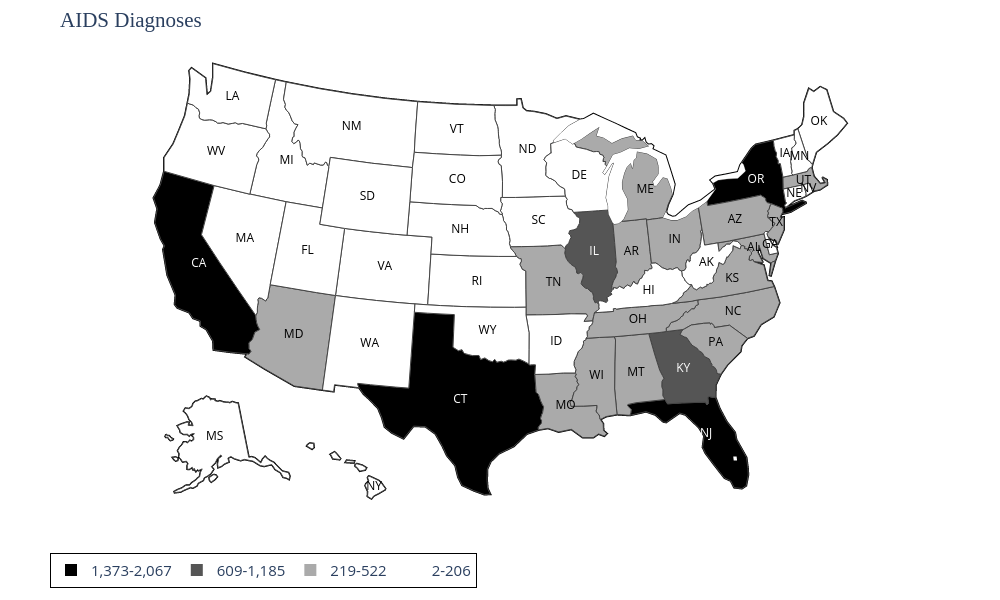 AIDS Diagnoses
LA
OK
NM
VT
ND
IA
MN
WV
MI
DE
OR
UT
NV
SD
CO
ME
NE
SC
AZ
TX
NH
MA
FL
IN
AL
GA
CA
VA
IL
AR
AK
RI
TN
HI
KS
MD
WA
WY
ID
OH
NC
PA
WI
MT
KY
CT
MO
MS
NJ
NY
1,373-2,067 609-1,185 219-522 2-206